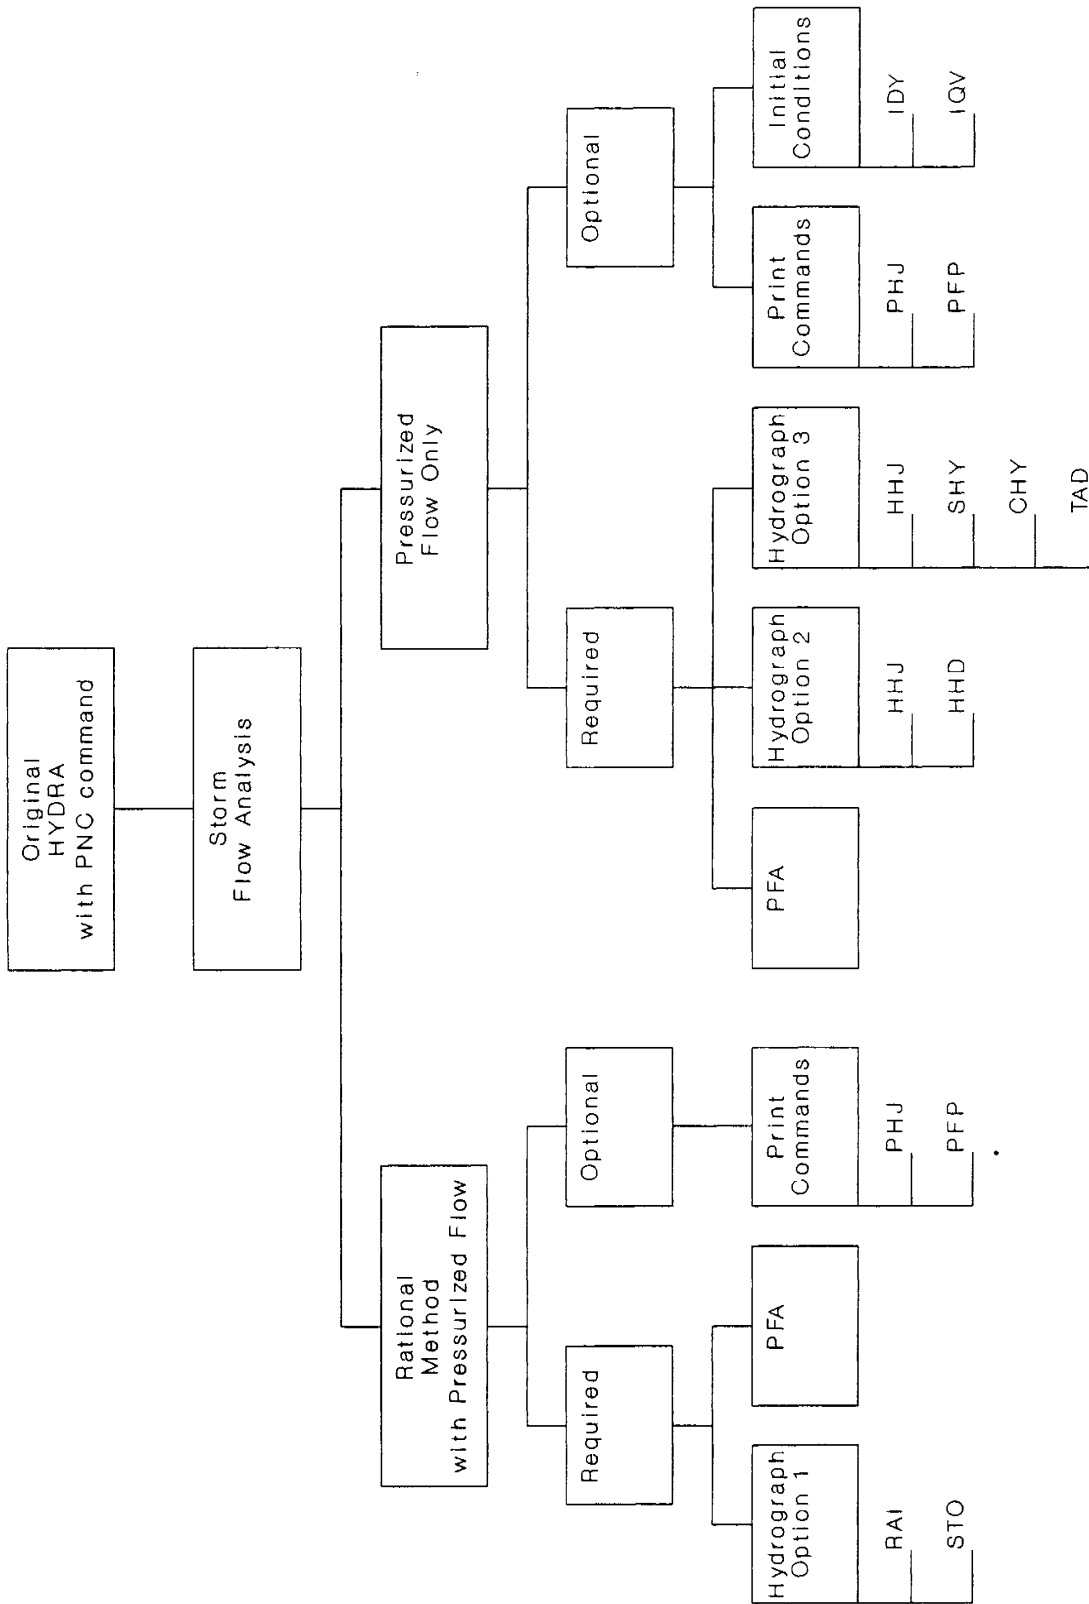 Original
HYDRA
with PNC command
Storm
Flow Analysis
Rational
Method
with Pressurized Flow
Pressurized
Flow Only
Required
Optional
Required
Optional
Hydrograph
Option 1
RAI
STO
PFA
Print
Commands
PHJ
PFP
PFA
Hydrograph
Option 2
HHJ
HHD
Hydrograph
Option 3
HHJ
SHY
CHY
TAD
Print
Commands
PHJ
PFP
Initial
Conditions
IDY
IQV